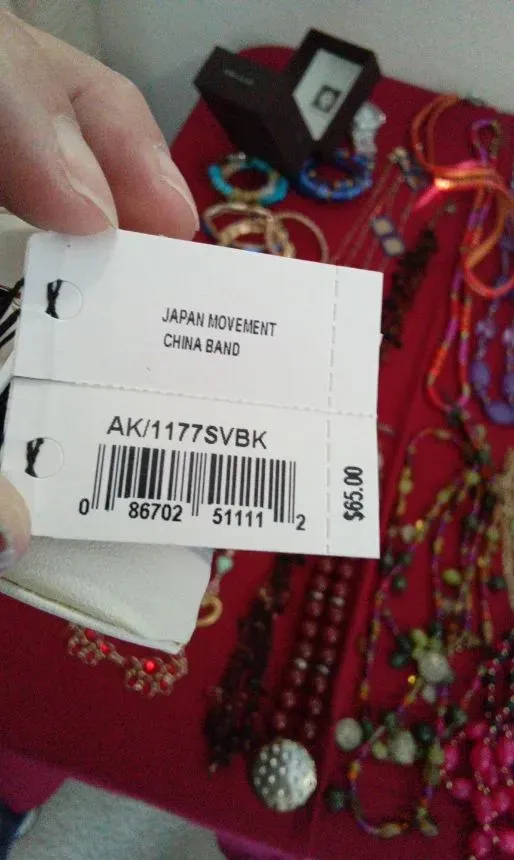 JAPAN MOVEMENT
CHINA BAND
AK/1177SVBK
0 86702 51111 2
$65.00